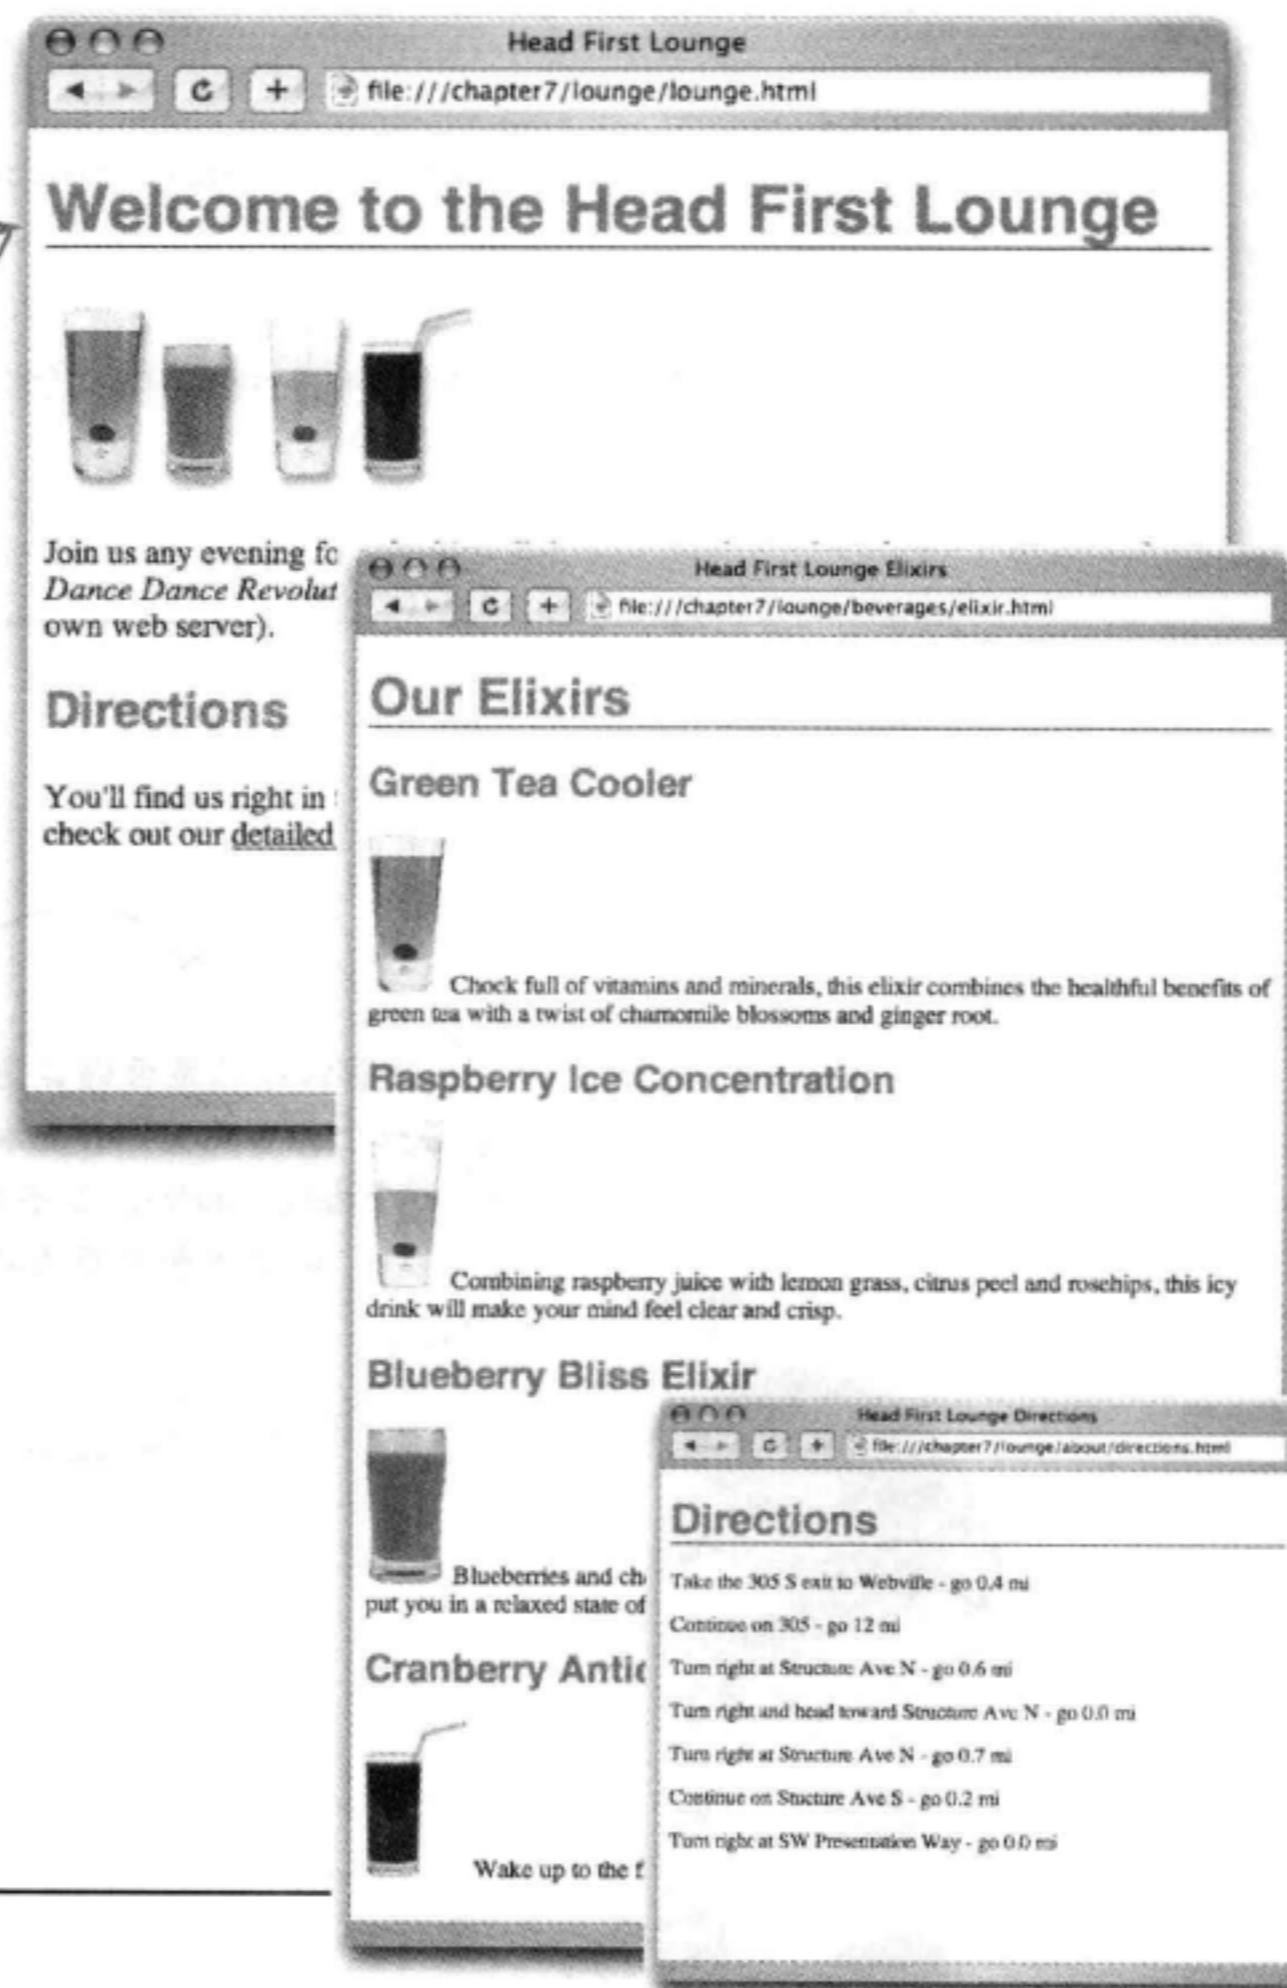 Head First Lounge
file:///chapter7/lounge/lounge.html
Welcome to the Head First Lounge
Join us any evening fo
Dance Dance Revolut
own web server).
Directions
You'll find us right in
check out our detailed
Head First Lounge Elixirs
file:///chapter7/lounge/beverages/elixir.html
Our Elixirs
Green Tea Cooler
Chock full of vitamins and minerals, this elixir combines the healthful benefits of
green tea with a twist of chamomile blossoms and ginger root.
Raspberry Ice Concentration
Combining raspberry juice with lemon grass, citrus peel and rosehips, this icy
drink will make your mind feel clear and crisp.
Blueberry Bliss Elixir
Blueberries and ch
put you in a relaxed state of
Cranberry Antic
Wake up to the f
Head First Lounge Directions
file:///chapter7/lounge/about/directions.html
Directions
Take the 305 S exit to Webville - go 0.4 mi
Continue on 305 - go 12 mi
Turn right at Structure Ave N - go 0.6 mi
Turn right and head toward Structure Ave N - go 0.0 mi
Turn right at Structure Ave N - go 0.7 mi
Continue on Stucture Ave S - go 0.2 mi
Turn right at SW Presentation Way - go 0.0 mi